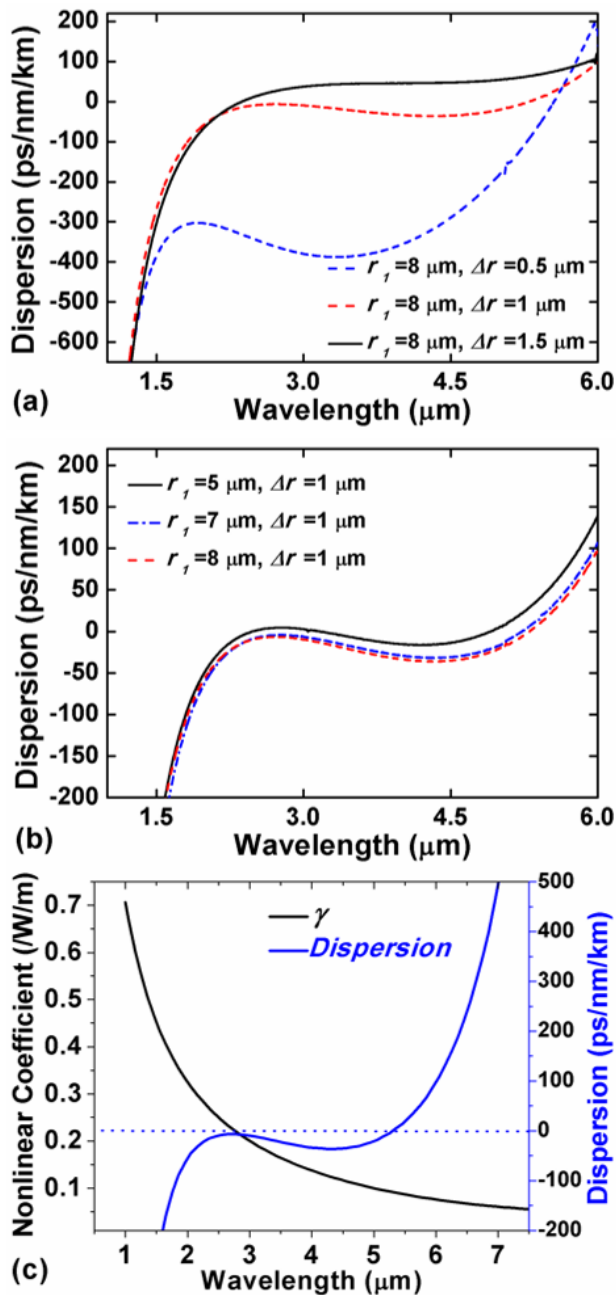 200
100
0
-100
-200
-300
-400
-500
-600
Dispersion (ps/nm/km)
r₁=8 μm, Δr=0.5 μm
r₁=8 μm, Δr=1 μm
r₁=8 μm, Δr=1.5 μm
1.5 3.0 4.5 6.0
Wavelength (μm)
(a)
200
150
100
50
0
-50
-100
-150
-200
Dispersion (ps/nm/km)
r₁=5 μm, Δr=1 μm
r₁=7 μm, Δr=1 μm
r₁=8 μm, Δr=1 μm
1.5 3.0 4.5 6.0
Wavelength (μm)
(b)
0.7
0.6
0.5
0.4
0.3
0.2
0.1
Nonlinear Coefficient (/W/m)
γ
Dispersion
500
400
300
200
100
0
-100
-200
Dispersion (ps/nm/km)
1 2 3 4 5 6 7
Wavelength (μm)
(c)